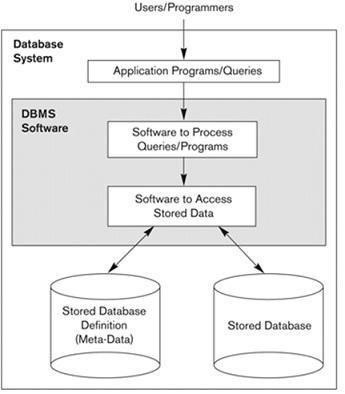 Users/Programmers
Database
System
Application Programs/Queries
DBMS
Software
Software to Process
Queries/Programs
Software to Access
Stored Data
Stored Database
Definition
(Meta-Data)
Stored Database